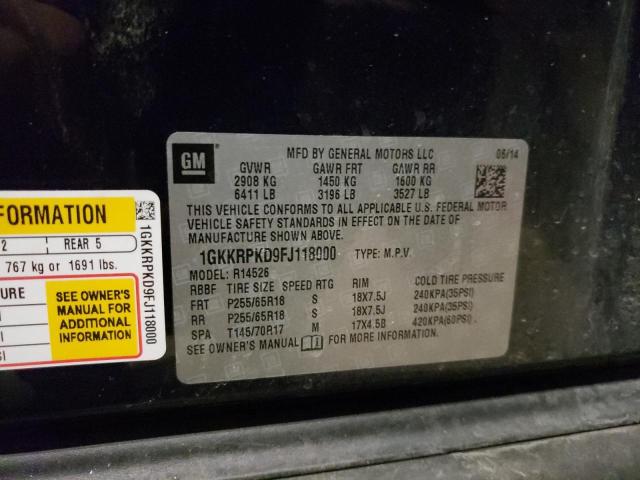 GM
MFD BY GENERAL MOTORS LLC 06/14
GVWR GAWR FRT GAWR RR
2908 KG 1450 KG 1600 KG
6411 LB 3196 LB 3527 LB
THIS VEHICLE CONFORMS TO ALL APPLICABLE U.S. FEDERAL MOTOR
VEHICLE SAFETY STANDARDS IN EFFECT ON THE DATE OF
MANUFACTURE SHOWN ABOVE.
1GKKRPKD9FJ118000 TYPE: M.P.V.
MODEL: R14526
RBBF TIRE SIZE SPEED RTG RIM COLD TIRE PRESSURE
FRT P255/65R18 S 18X7.5J 240KPA(35PSI)
RR P255/65R18 S 18X7.5J 240KPA(35PSI)
SPA T145/70R17 M 17X4.5B 420KPA(60PSI)
SEE OWNER'S MANUAL FOR MORE INFORMATION.
FORMATION
2 REAR 5
767 kg or 1691 lbs.
SEE OWNER'S
MANUAL FOR
ADDITIONAL
INFORMATION
1GKKRPKD9FJ118000